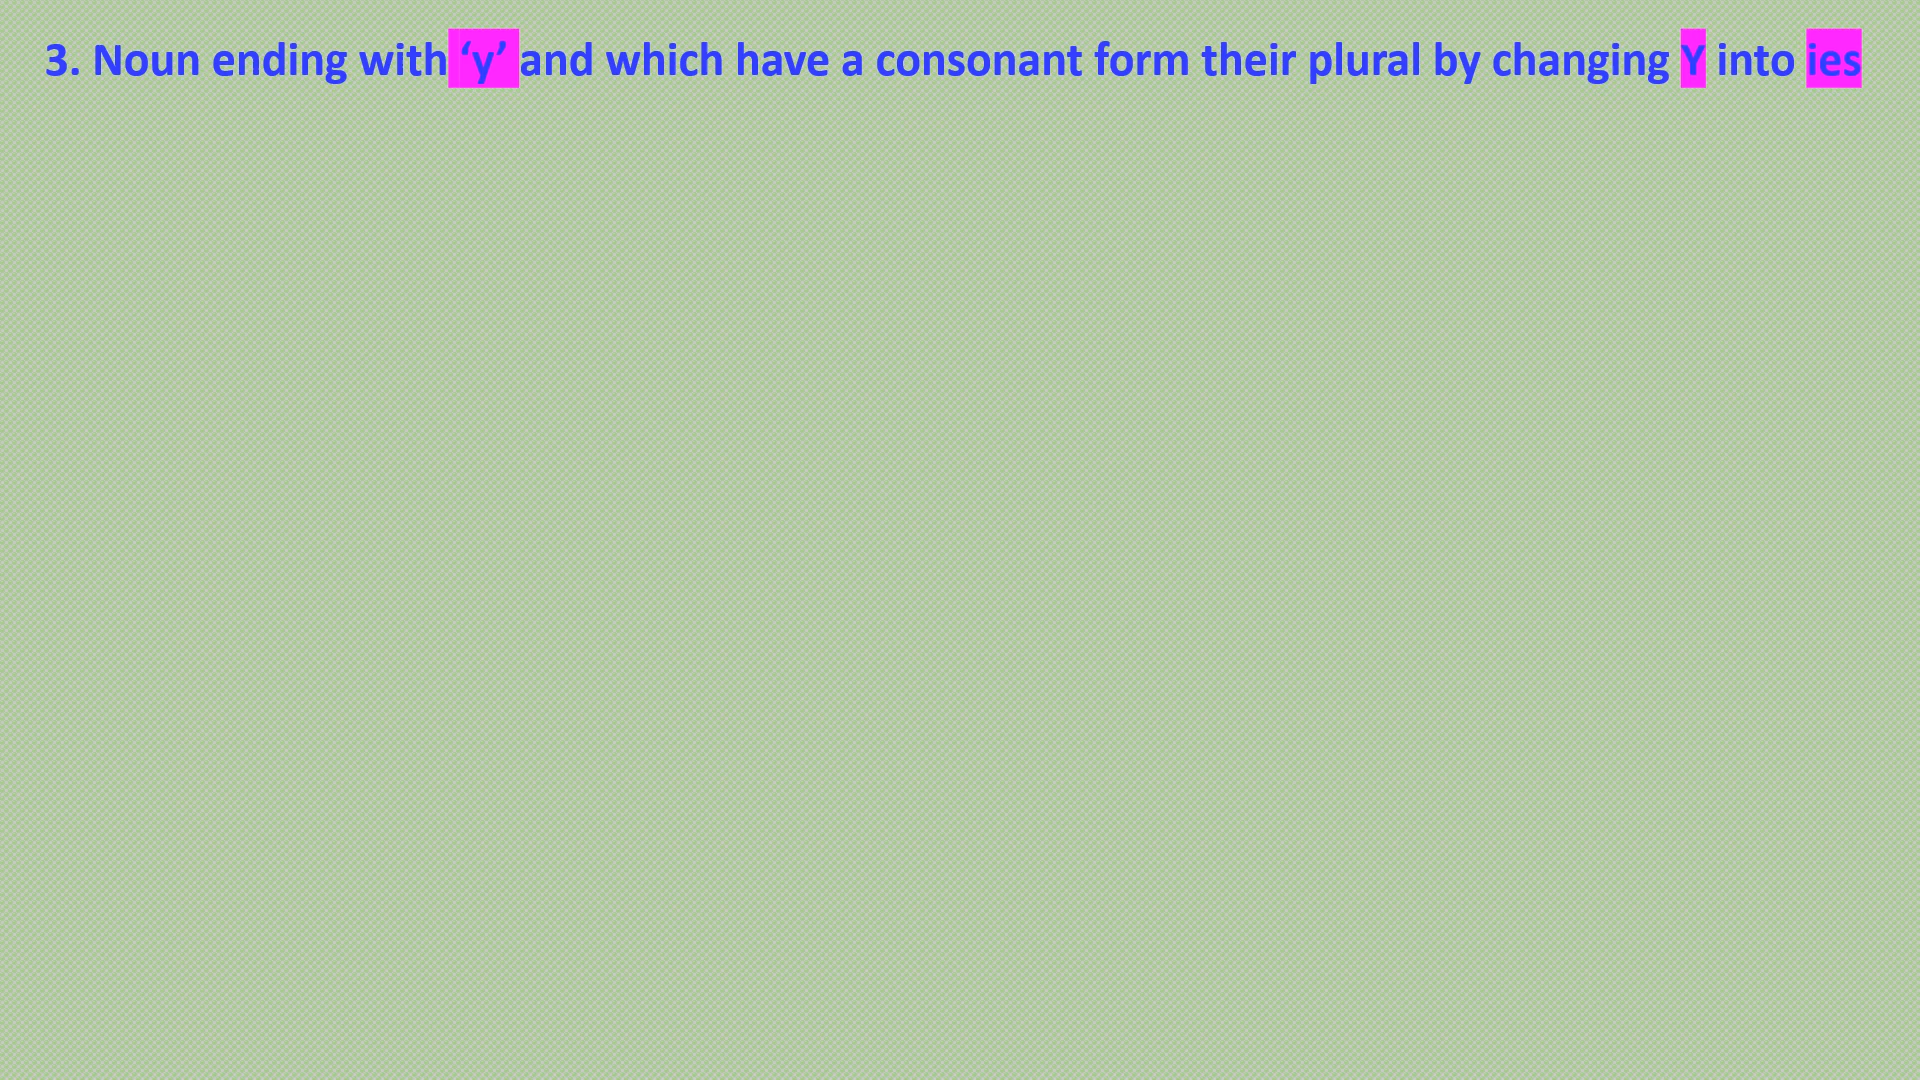 3. Noun ending with ‘y’ and which have a consonant form their plural by changing Y into ies